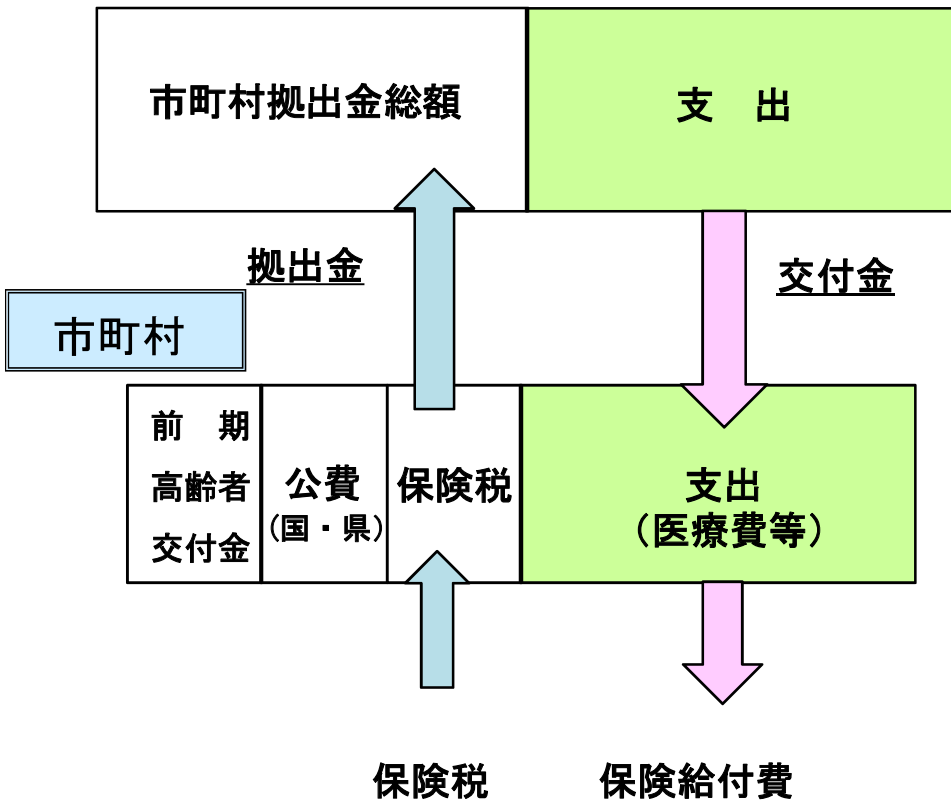 市町村拠出金総額
支 出
拠出金
交付金
市町村
前 期
高齢者
交付金
公費
(国・県)
保険税
支出
(医療費等)
保険税
保険給付費